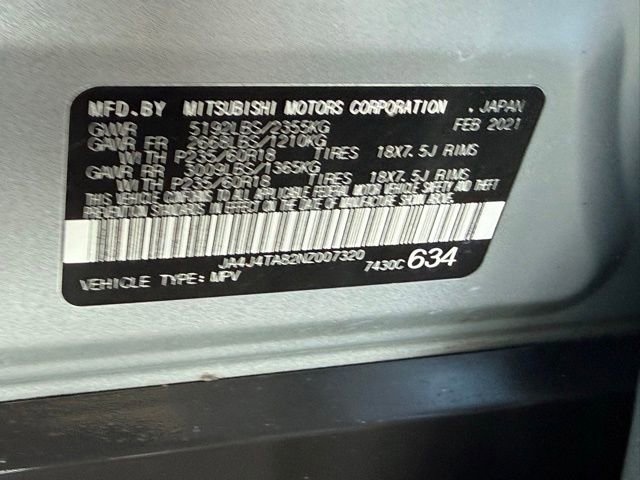 MFD.BY MITSUBISHI MOTORS CORPORATION , JAPAN
GVWR 5192LBS/2355KG FEB 2021
GAWR FR 2668LBS/1210KG
WITH P235/60R18 TIRES 18X7.5J RIMS
GAWR RR 3009LBS/1365KG
WITH P235/60R18 TIRES 18X7.5J RIMS
THIS VEHICLE CONFORMS TO ALL APPLICABLE FEDERAL MOTOR VEHICLE SAFETY AND THEFT
PREVENTION STANDARDS IN EFFECT ON THE DATE OF MANUFACTURE SHOWN ABOVE.
JA4J4TA82NZ007320
7430C 634
VEHICLE TYPE: MPV